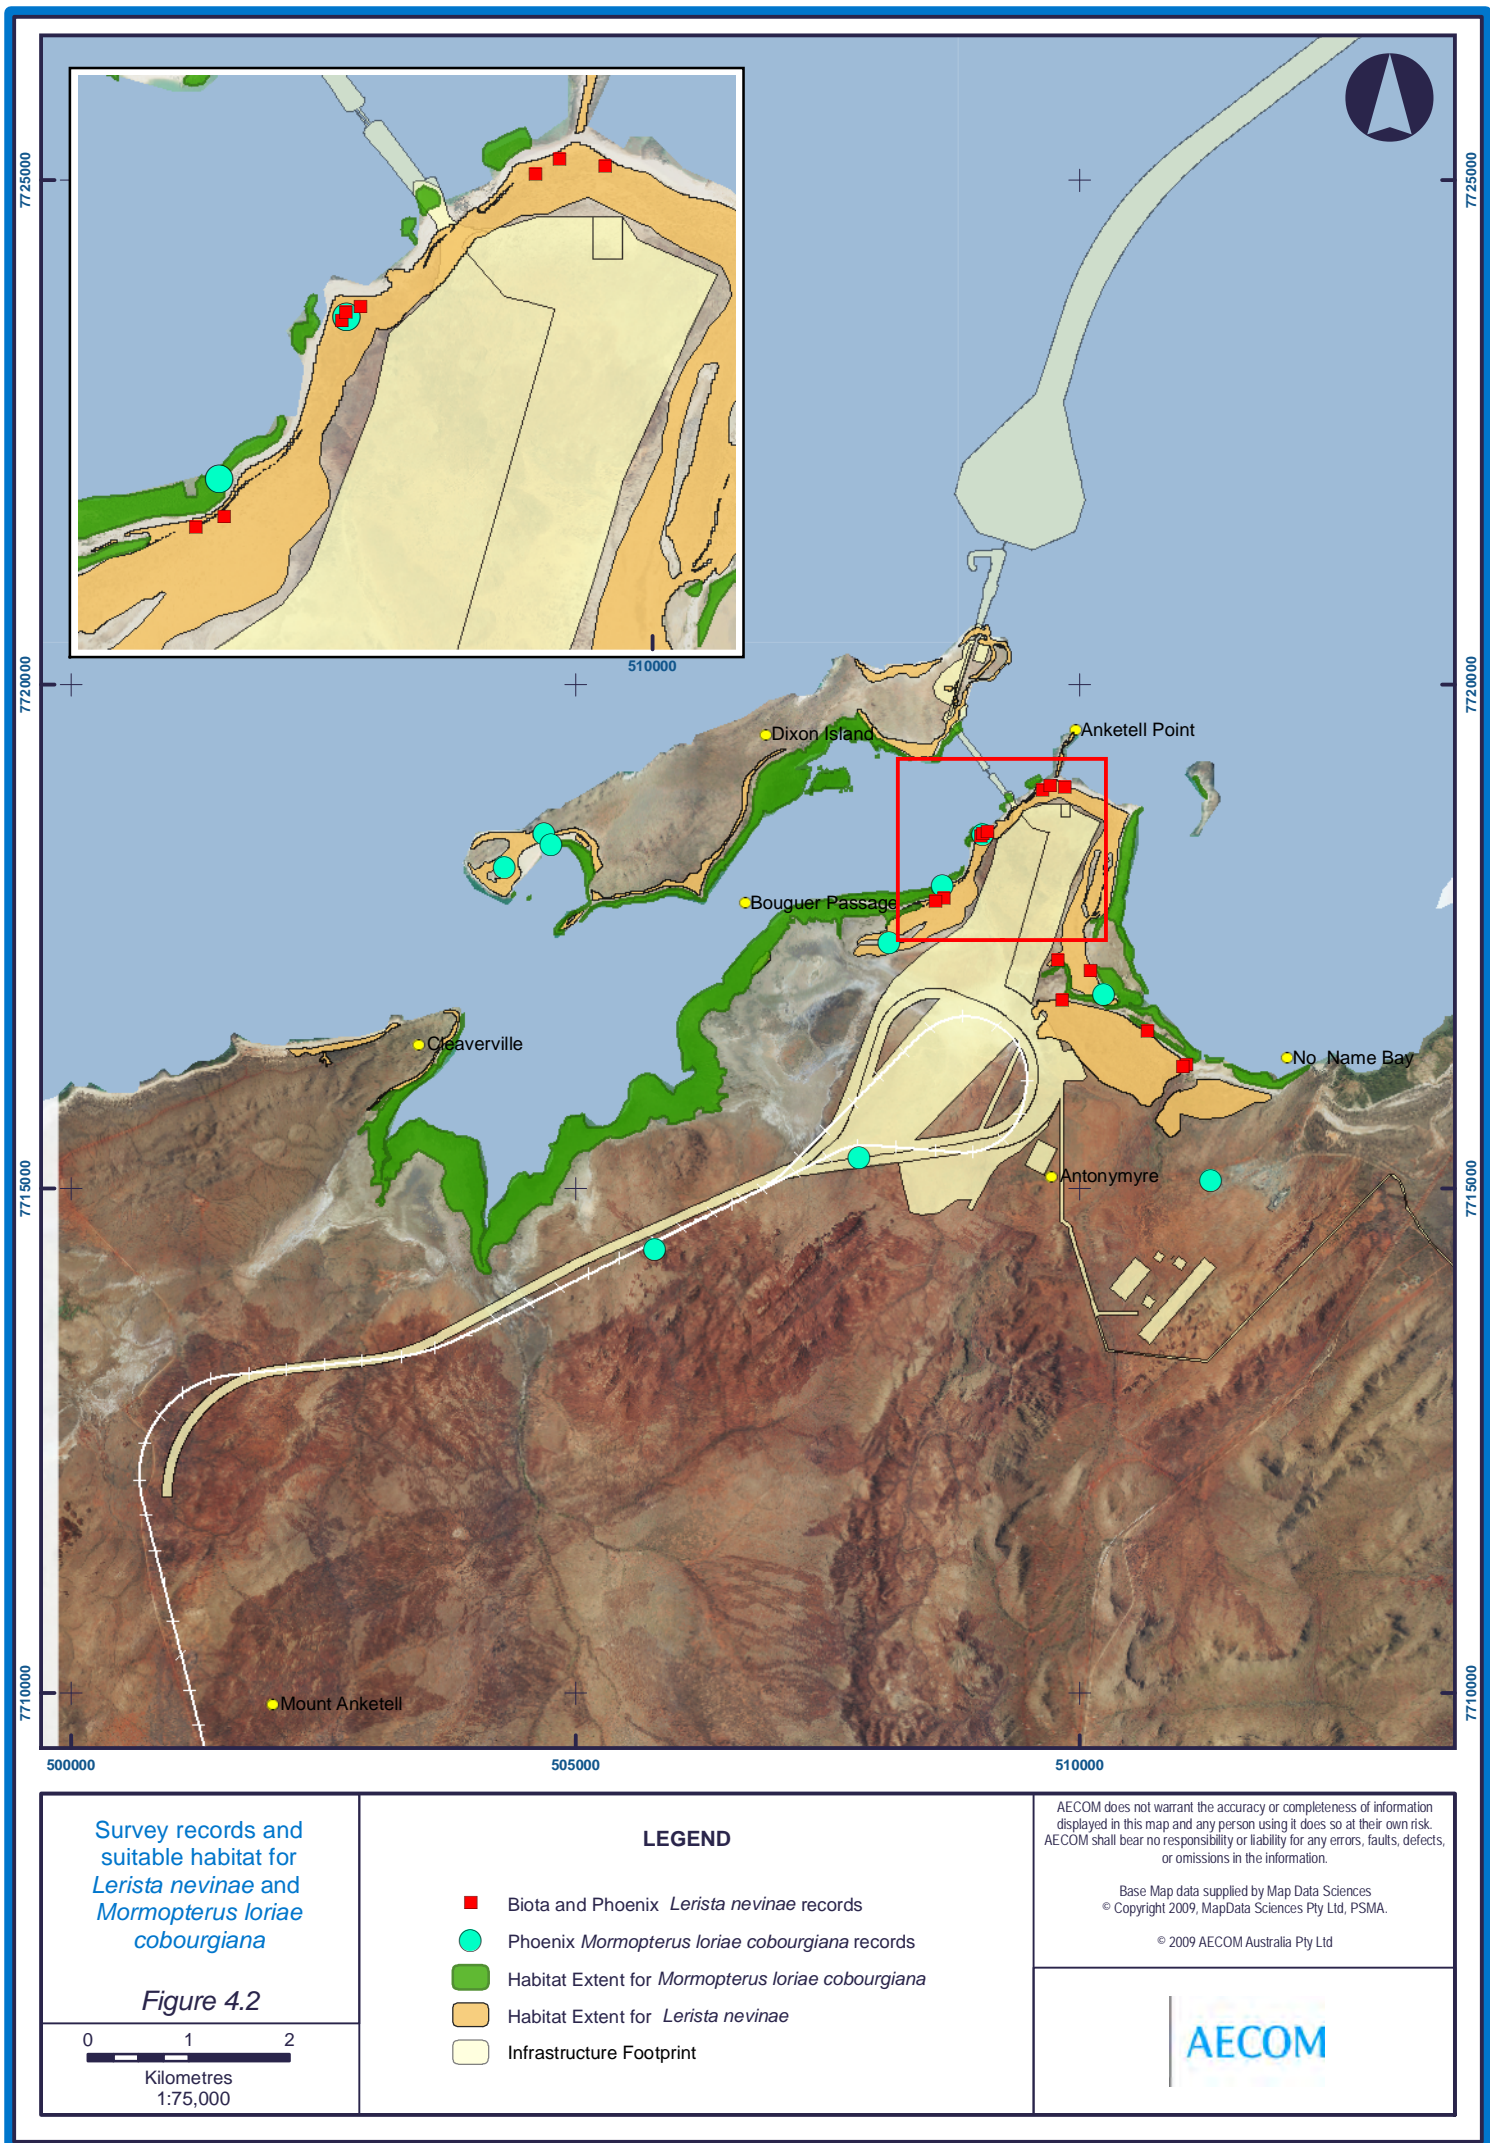 7725000
7725000
510000
7720000
7720000
Dixon Island
Anketell Point
Bouguer Passage
Cleaverville
No Name Bay
Antonymyre
7715000
7715000
Mount Anketell
7710000
7710000
500000
505000
510000
Survey records and
suitable habitat for
Lerista nevinae and
Mormopterus loriae
cobourgiana
Figure 4.2
0 1 2
Kilometres
1:75,000
LEGEND
Biota and Phoenix Lerista nevinae records
Phoenix Mormopterus loriae cobourgiana records
Habitat Extent for Mormopterus loriae cobourgiana
Habitat Extent for Lerista nevinae
Infrastructure Footprint
AECOM does not warrant the accuracy or completeness of information
displayed in this map and any person using it does so at their own risk.
AECOM shall bear no responsibility or liability for any errors, faults, defects,
or omissions in the information.
Base Map data supplied by Map Data Sciences
© Copyright 2009, MapData Sciences Pty Ltd, PSMA.
© 2009 AECOM Australia Pty Ltd
AECOM